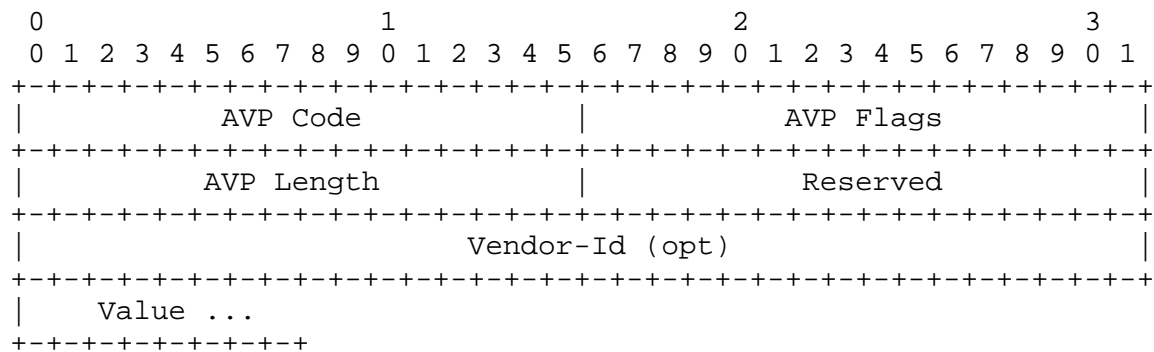 0                   1                   2                   3
 0 1 2 3 4 5 6 7 8 9 0 1 2 3 4 5 6 7 8 9 0 1 2 3 4 5 6 7 8 9 0 1
+-+-+-+-+-+-+-+-+-+-+-+-+-+-+-+-+-+-+-+-+-+-+-+-+-+-+-+-+-+-+-+-+
|           AVP Code            |           AVP Flags           |
+-+-+-+-+-+-+-+-+-+-+-+-+-+-+-+-+-+-+-+-+-+-+-+-+-+-+-+-+-+-+-+-+
|          AVP Length           |            Reserved           |
+-+-+-+-+-+-+-+-+-+-+-+-+-+-+-+-+-+-+-+-+-+-+-+-+-+-+-+-+-+-+-+-+
|                         Vendor-Id (opt)                       |
+-+-+-+-+-+-+-+-+-+-+-+-+-+-+-+-+-+-+-+-+-+-+-+-+-+-+-+-+-+-+-+-+
|    Value ...
+-+-+-+-+-+-+-+-+